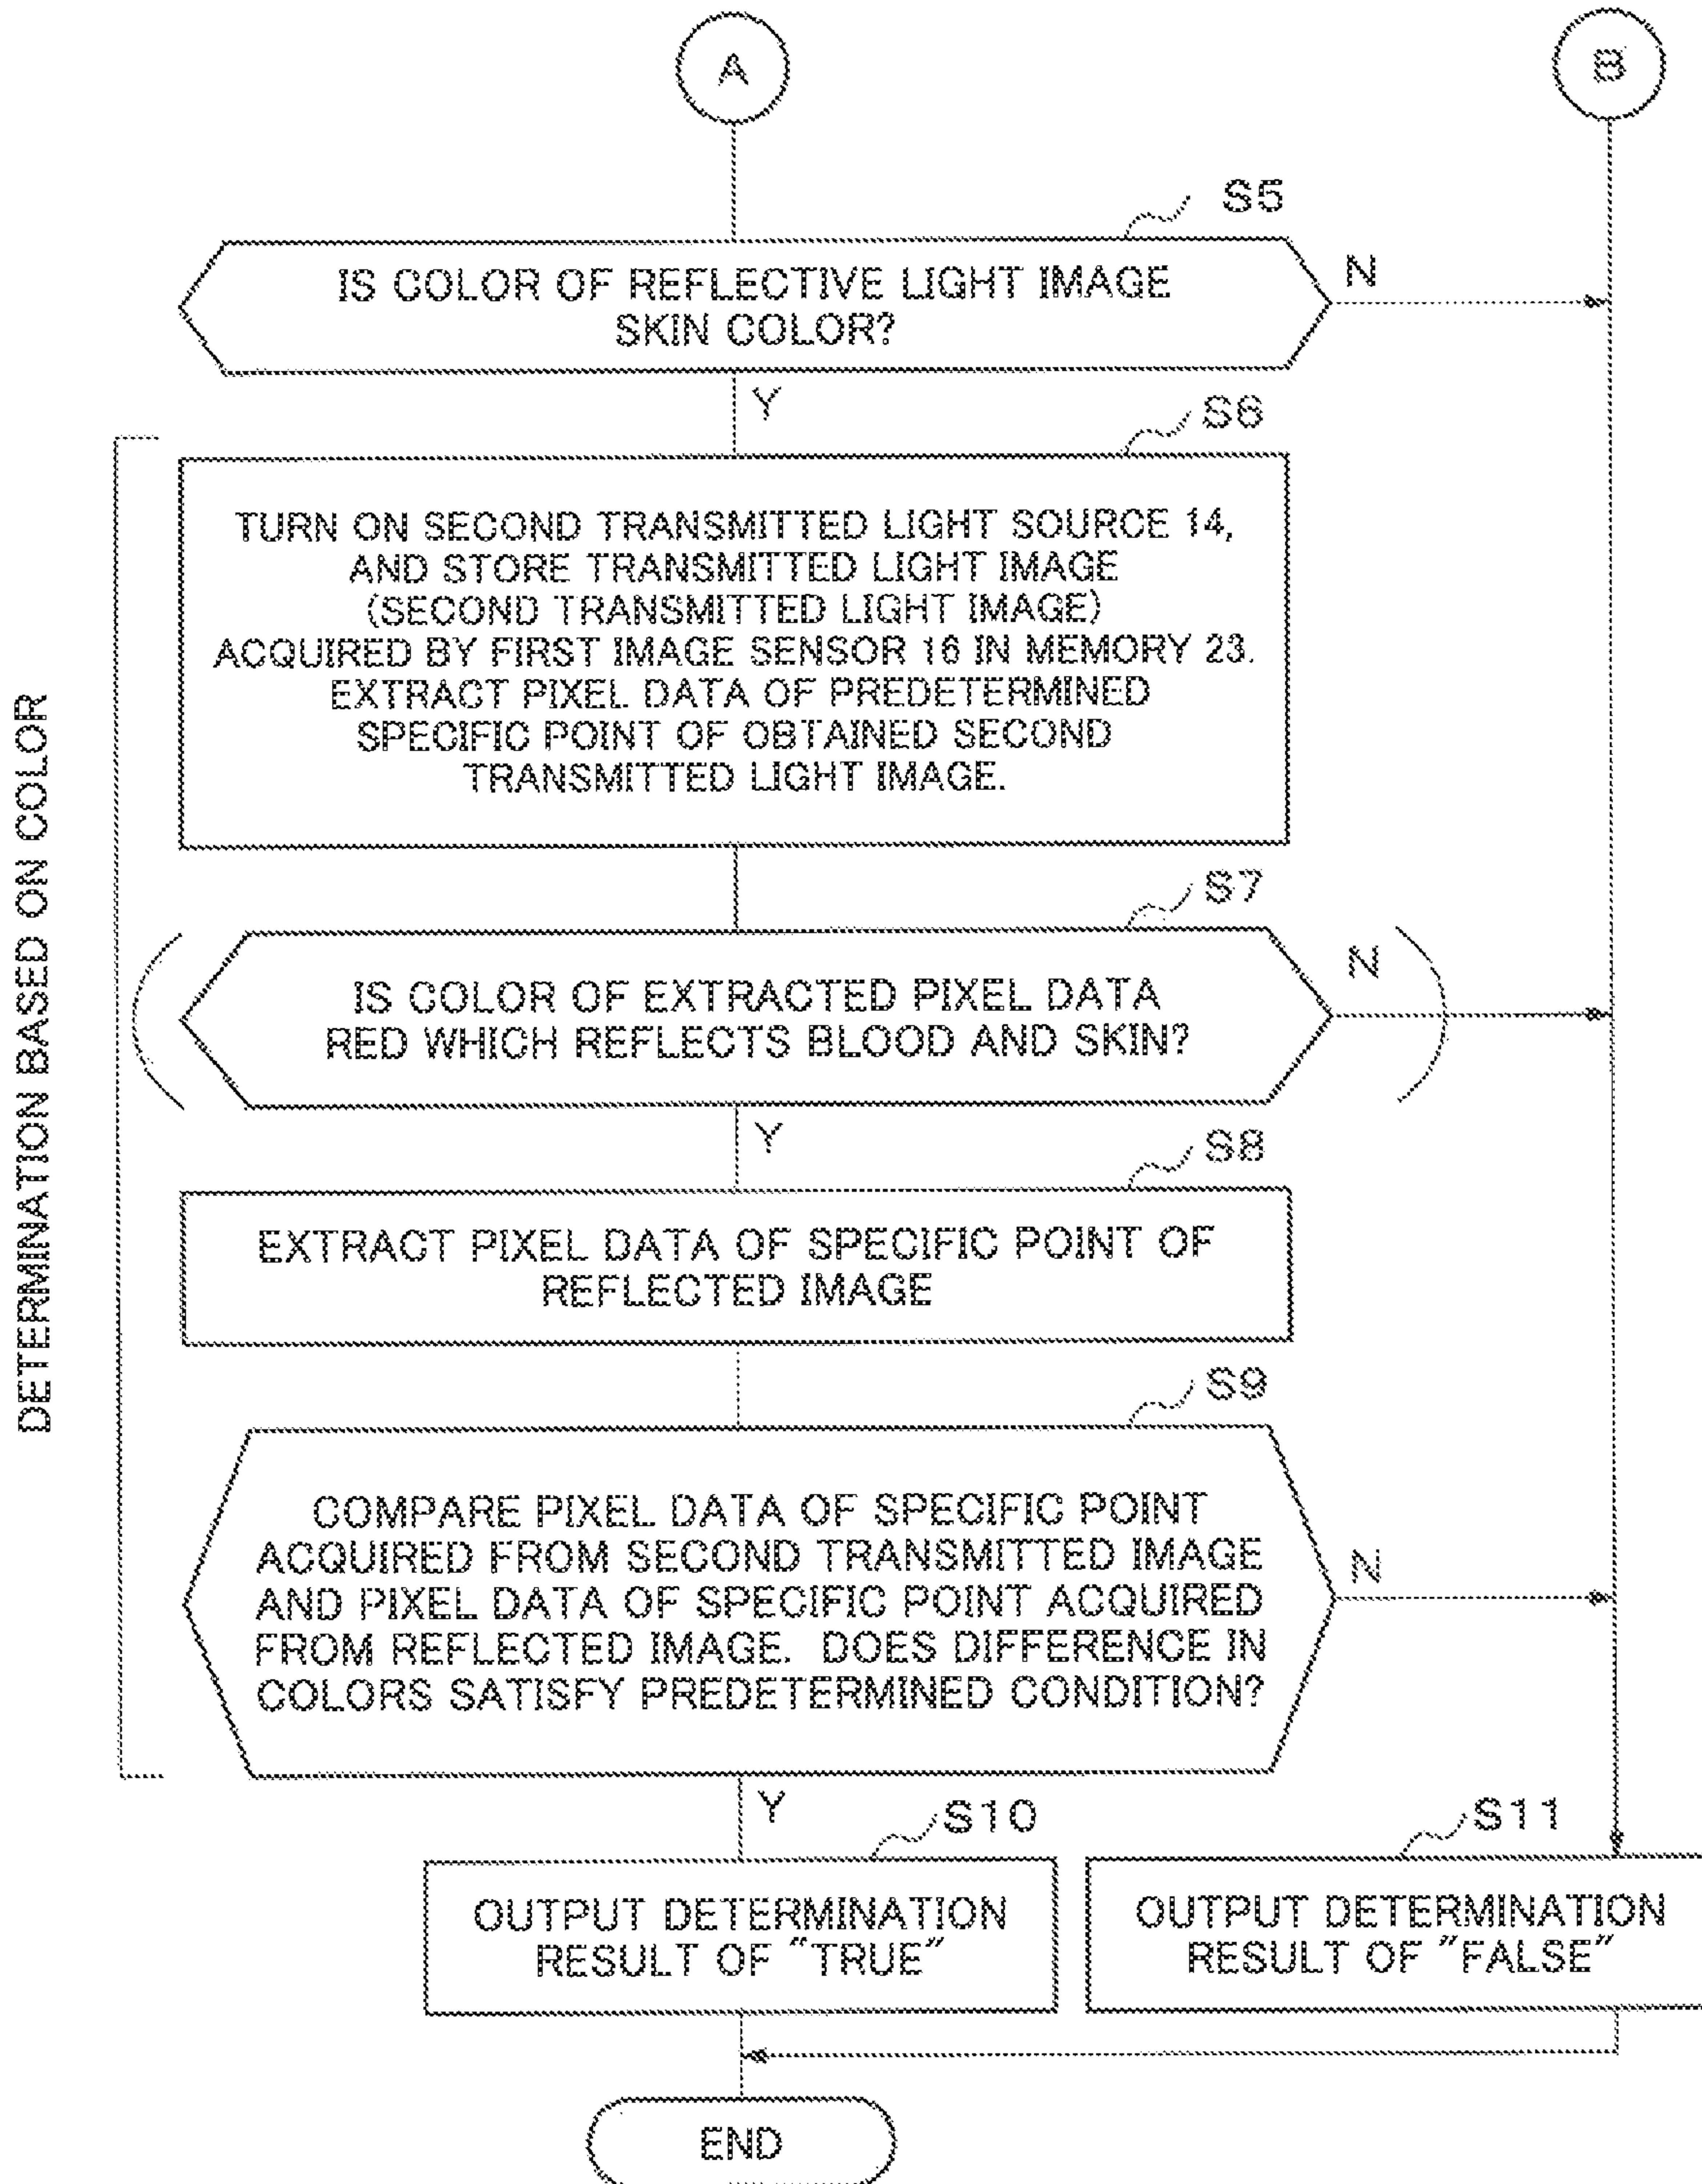 A
B
S5
IS COLOR OF REFLECTIVE LIGHT IMAGE
SKIN COLOR?
N
Y
S6
TURN ON SECOND TRANSMITTED LIGHT SOURCE 14,
AND STORE TRANSMITTED LIGHT IMAGE
(SECOND TRANSMITTED LIGHT IMAGE)
ACQUIRED BY FIRST IMAGE SENSOR 16 IN MEMORY 23.
EXTRACT PIXEL DATA OF PREDETERMINED
SPECIFIC POINT OF OBTAINED SECOND
TRANSMITTED LIGHT IMAGE.
DETERMINATION BASED ON COLOR
S7
IS COLOR OF EXTRACTED PIXEL DATA
RED WHICH REFLECTS BLOOD AND SKIN?
N
Y
S8
EXTRACT PIXEL DATA OF SPECIFIC POINT OF
REFLECTED IMAGE
S9
COMPARE PIXEL DATA OF SPECIFIC POINT
ACQUIRED FROM SECOND TRANSMITTED IMAGE
AND PIXEL DATA OF SPECIFIC POINT ACQUIRED
FROM REFLECTED IMAGE. DOES DIFFERENCE IN
COLORS SATISFY PREDETERMINED CONDITION?
N
Y
S10
OUTPUT DETERMINATION
RESULT OF "TRUE"
S11
OUTPUT DETERMINATION
RESULT OF "FALSE"
END